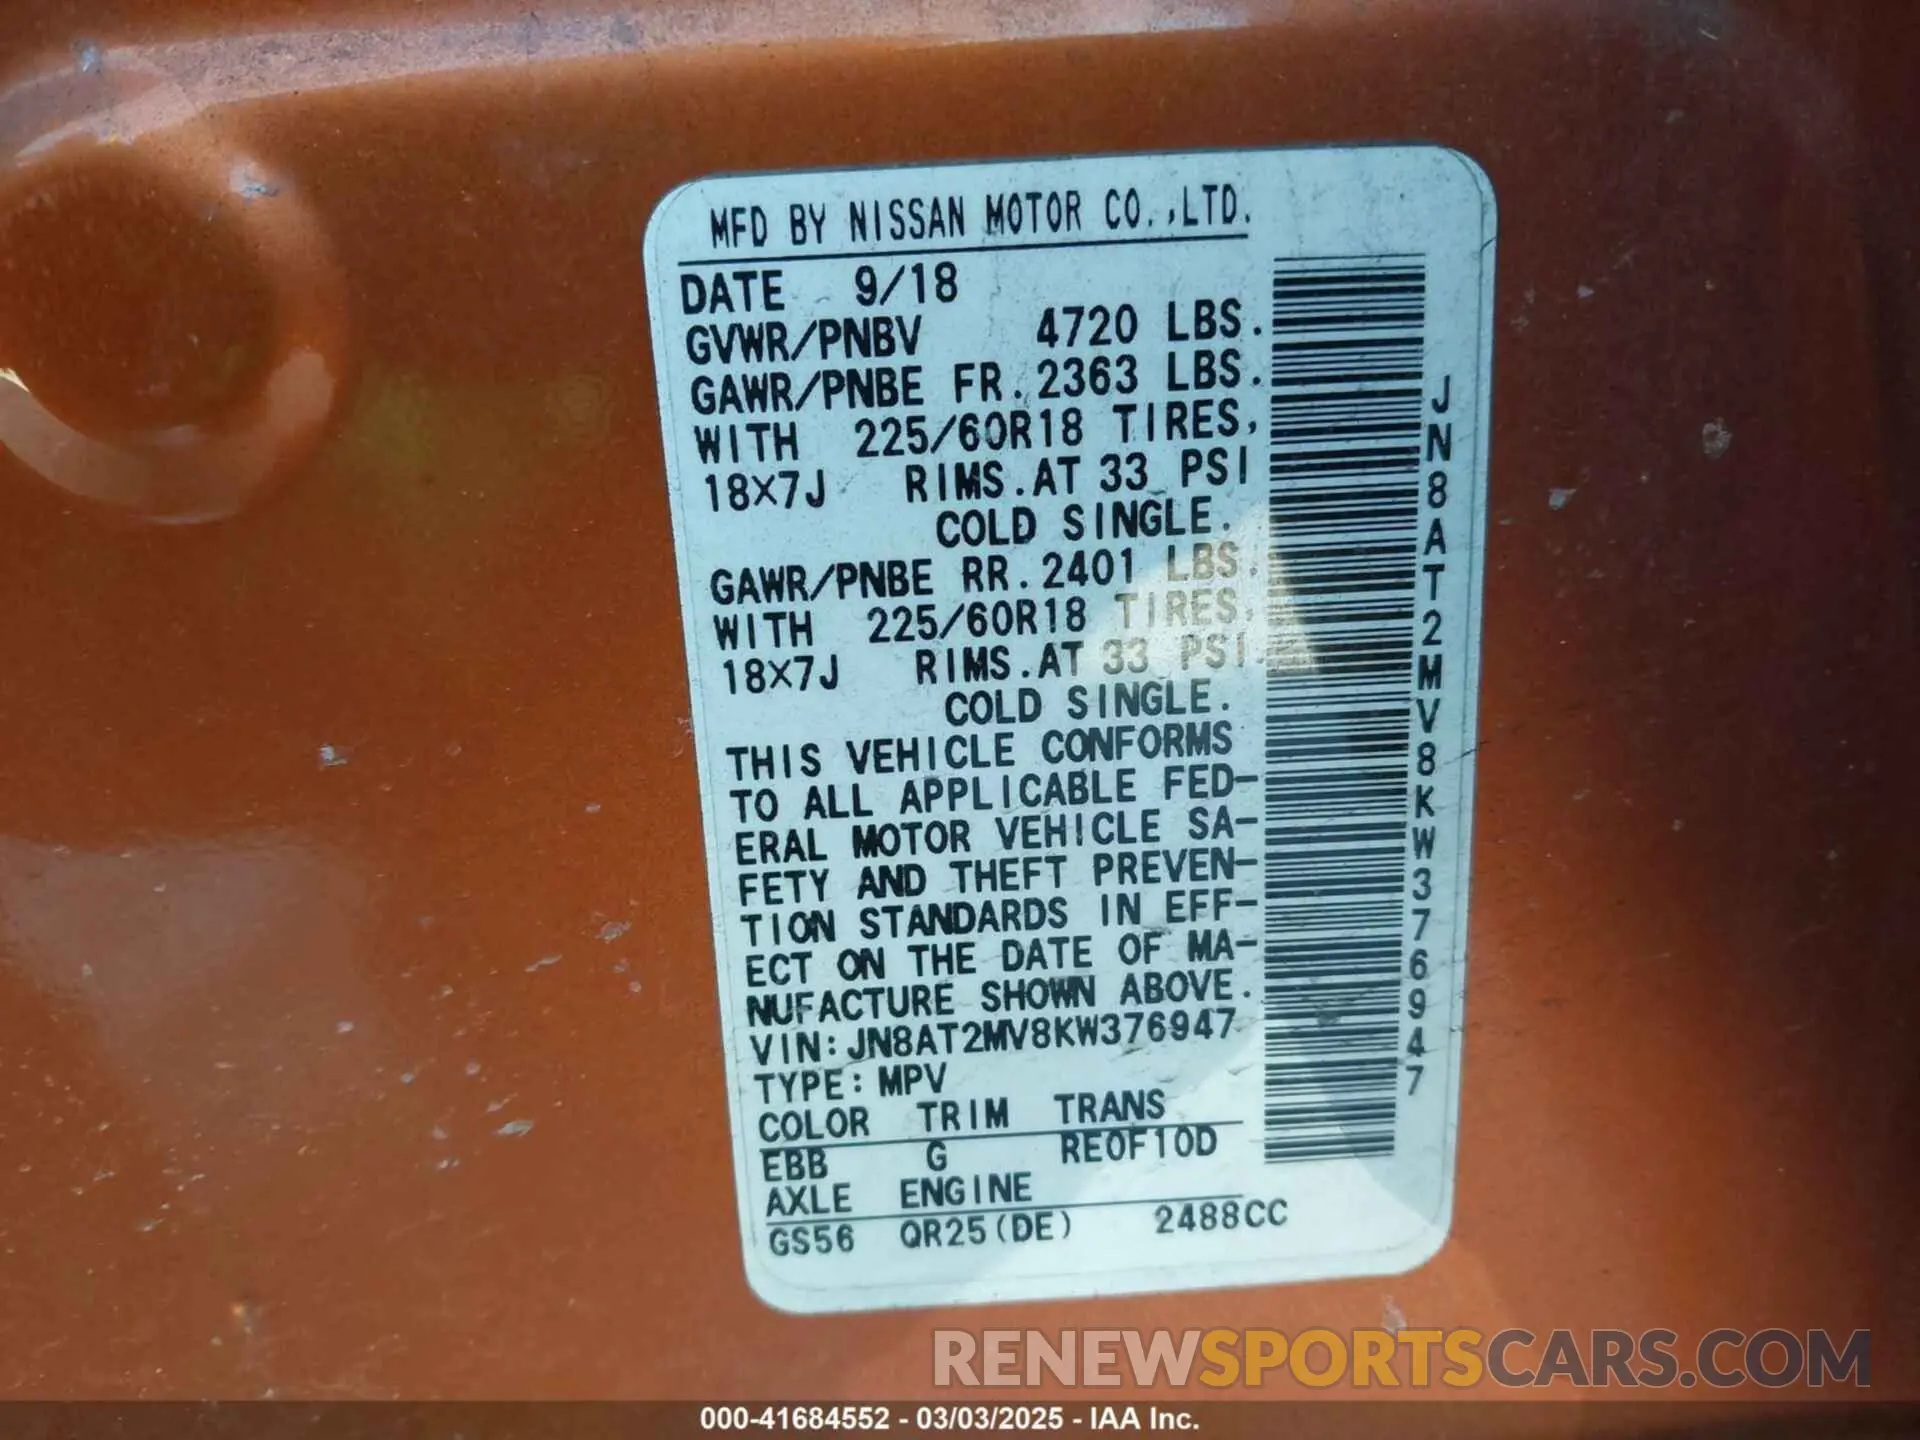 MFD BY NISSAN MOTOR CO.,LTD.
DATE 9/18
GVWR/PNBV 4720 LBS.
GAWR/PNBE FR. 2363 LBS.
WITH 225/60R18 TIRES,
18X7J RIMS.AT 33 PSI
COLD SINGLE.
GAWR/PNBE RR. 2401 LBS.
WITH 225/60R18 TIRES,
18X7J RIMS.AT 33 PSI.
COLD SINGLE.
THIS VEHICLE CONFORMS
TO ALL APPLICABLE FED-
ERAL MOTOR VEHICLE SA-
FETY AND THEFT PREVEN-
TION STANDARDS IN EFF-
ECT ON THE DATE OF MA-
NUFACTURE SHOWN ABOVE.
VIN: JN8AT2MV8KW376947
TYPE: MPV
COLOR TRIM TRANS
EBB G RE0F10D
AXLE ENGINE
GS56 QR25(DE) 2488CC
JN8AT2MV8KW376947
RENEWSPORTSCARS.COM
000-41684552 - 03/03/2025 - IAA Inc.